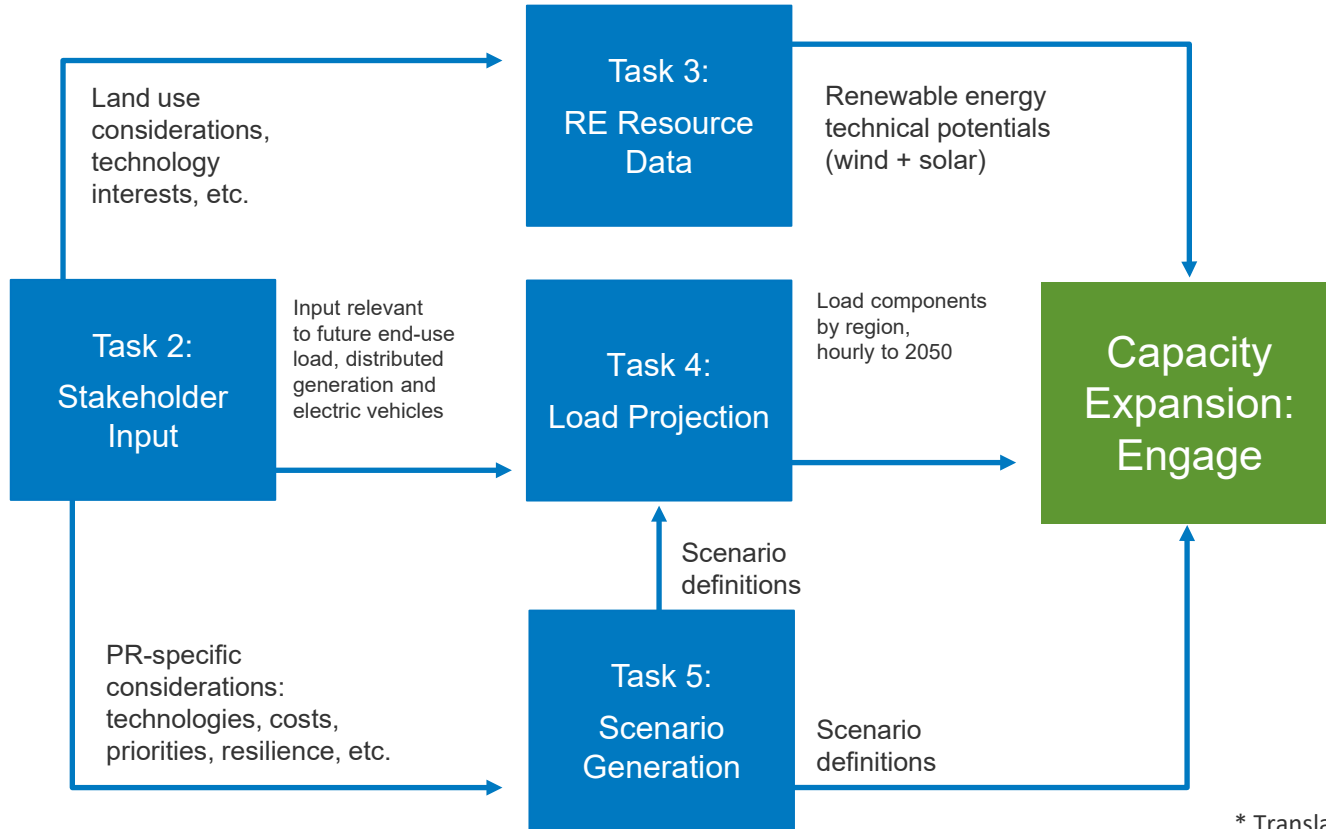 Task 3:
RE Resource
Data
Land use
considerations,
technology
interests, etc.
Renewable energy
technical potentials
(wind + solar)
Task 2:
Stakeholder
Input
Input relevant
to future end-use
load, distributed
generation and
electric vehicles
Task 4:
Load Projection
Load components
by region,
hourly to 2050
Capacity
Expansion:
Engage
Scenario
definitions
PR-specific
considerations:
technologies, costs,
priorities, resilience, etc.
Task 5:
Scenario
Generation
Scenario
definitions
*